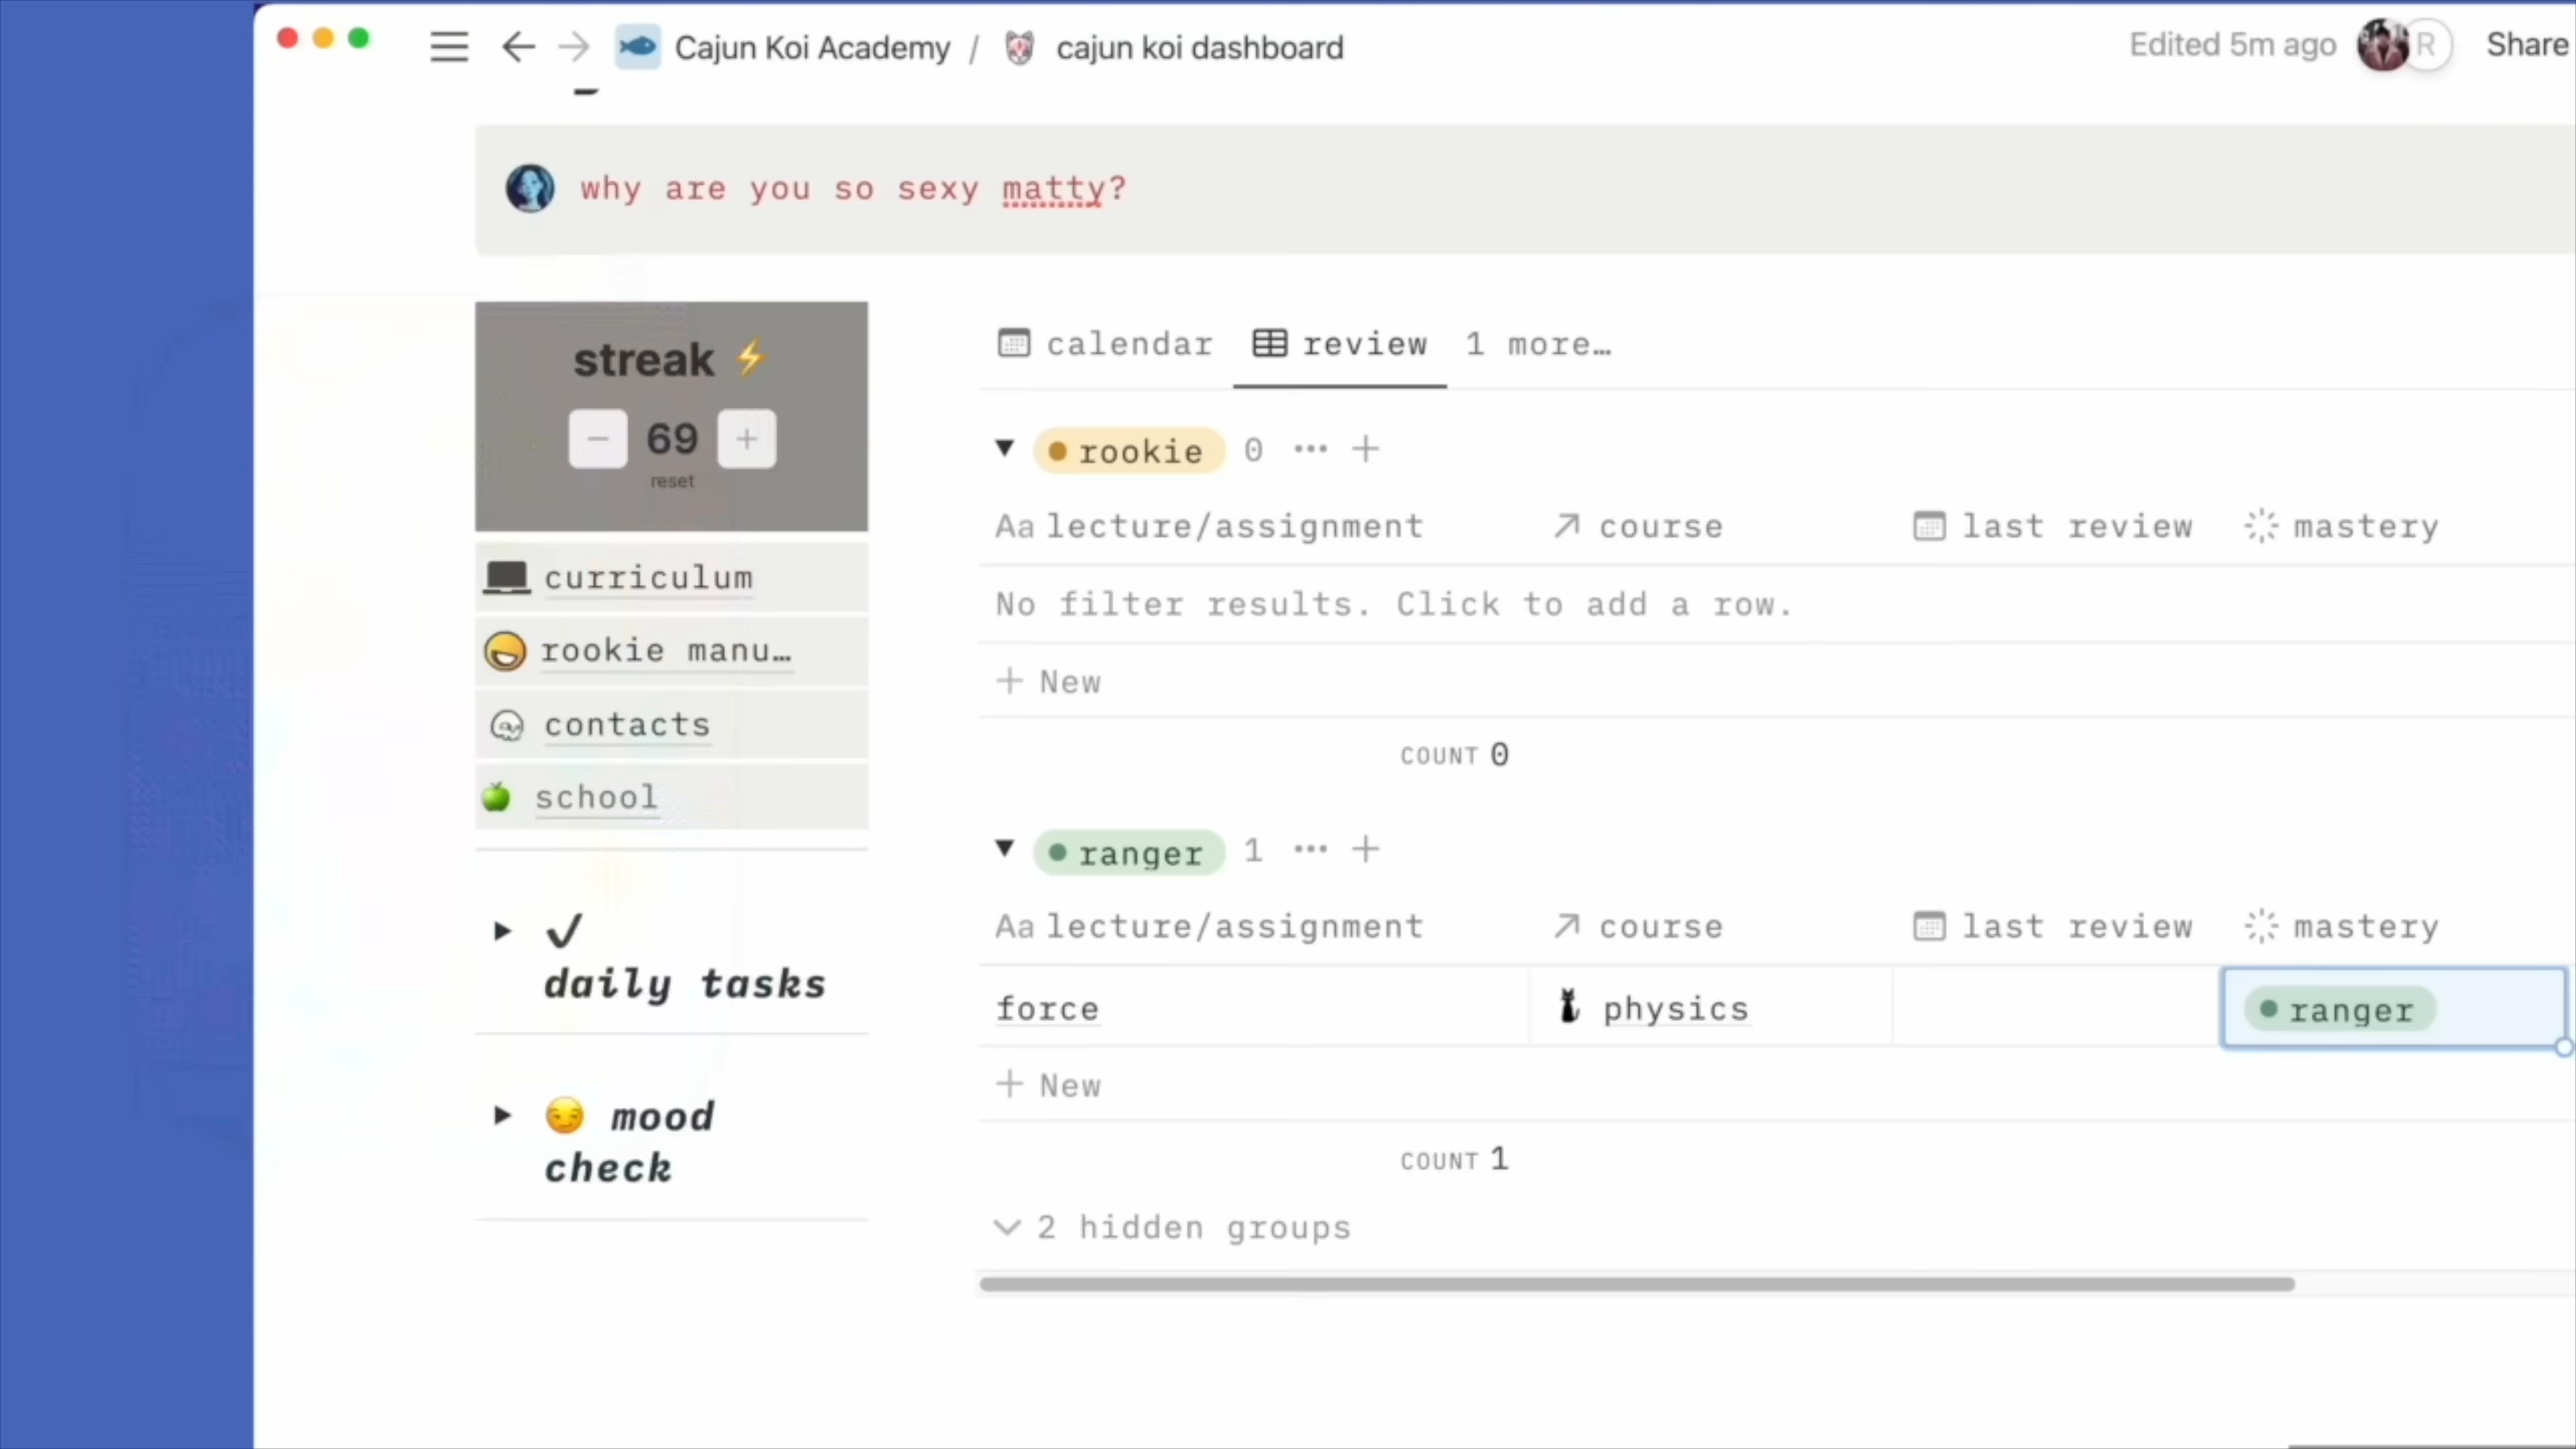 Cajun Koi Academy / cajun koi dashboard
Edited 5m ago R Share
why are you so sexy matty?
streak
− 69 +
reset
curriculum
rookie manu…
contacts
school
daily tasks
mood
check
calendar review 1 more…
rookie 0 ••• +
Aa lecture/assignment course last review mastery
No filter results. Click to add a row.
+ New
COUNT 0
ranger 1 ••• +
Aa lecture/assignment course last review mastery
force physics ranger
+ New
COUNT 1
2 hidden groups